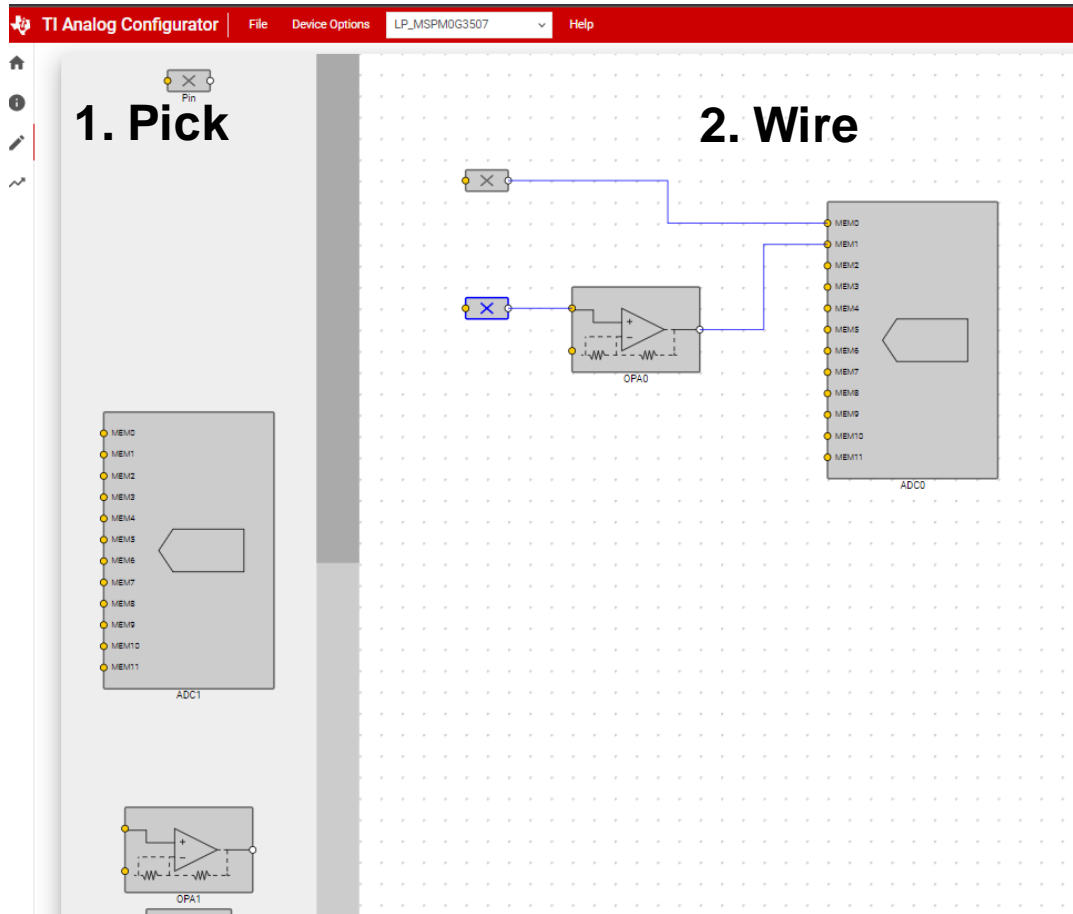 TI Analog Configurator
File
Device Options
LP_MSPM0G3507
Help
Pin
1. Pick
2. Wire
MEM0
MEM1
MEM2
MEM3
MEM4
MEM5
MEM6
MEM7
MEM8
MEM9
MEM10
MEM11
ADC0
OPA0
MEM0
MEM1
MEM2
MEM3
MEM4
MEM5
MEM6
MEM7
MEM8
MEM9
MEM10
MEM11
ADC1
OPA1